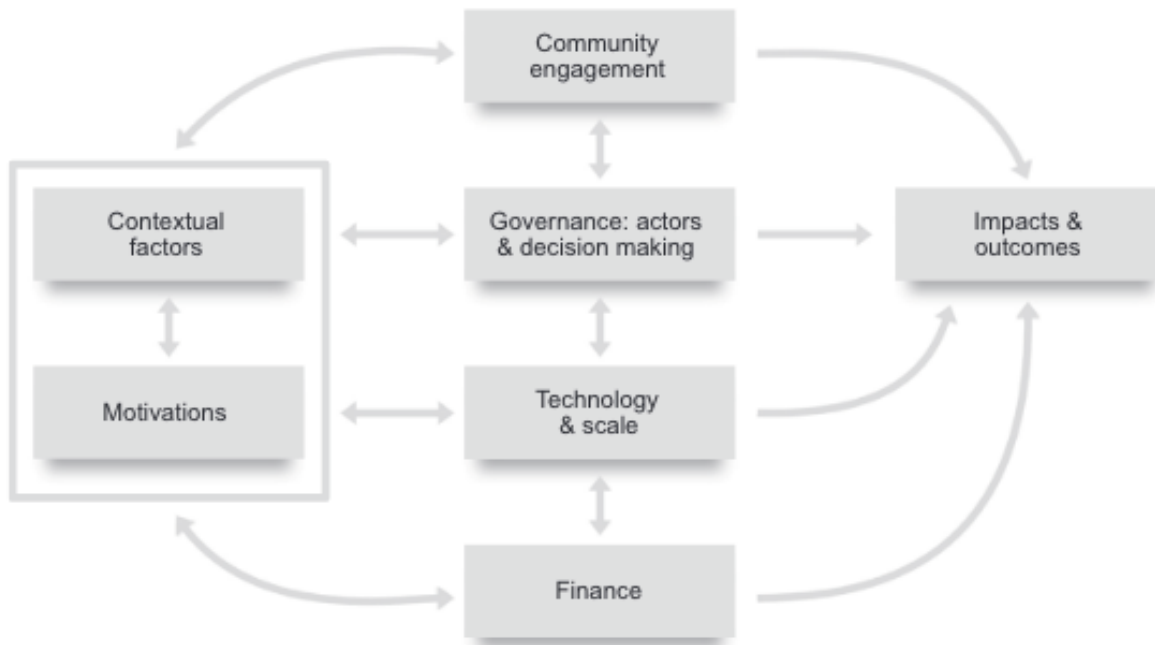 Community
engagement
Contextual
factors
Governance: actors
& decision making
Impacts &
outcomes
Motivations
Technology
& scale
Finance